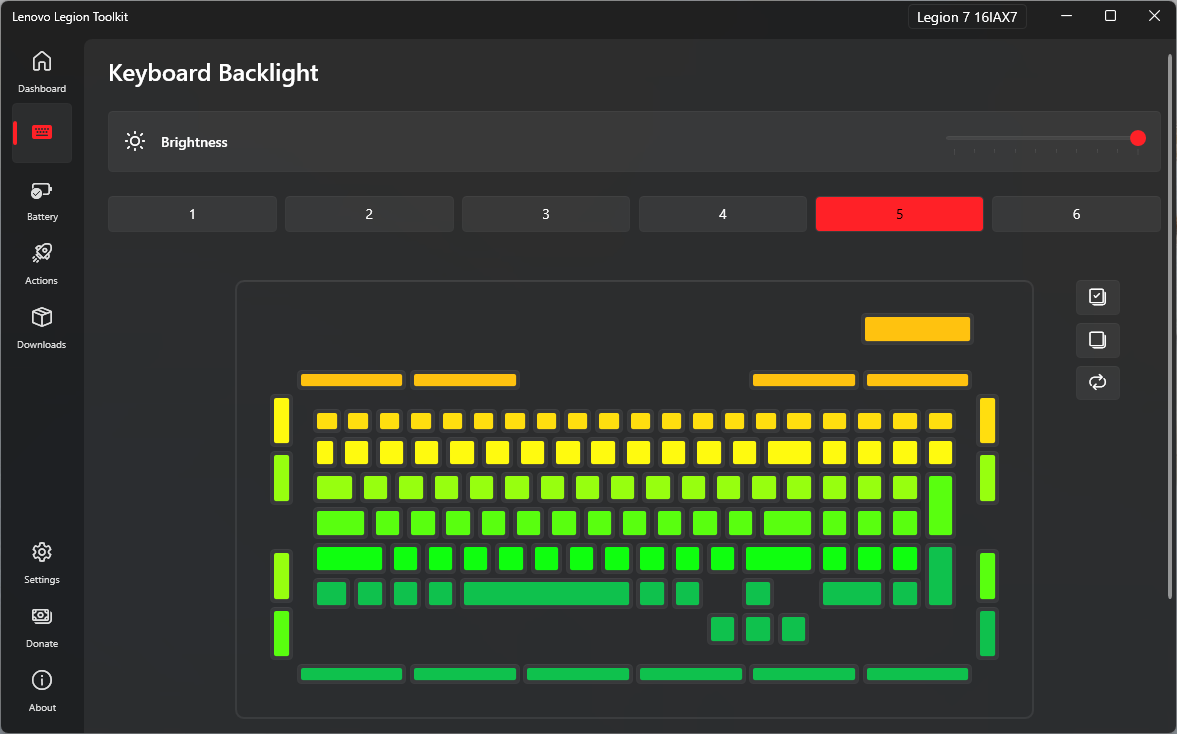 Lenovo Legion Toolkit
Legion 7 16IAX7
Dashboard
Battery
Actions
Downloads
Settings
Donate
About
Keyboard Backlight
Brightness
1
2
3
4
5
6